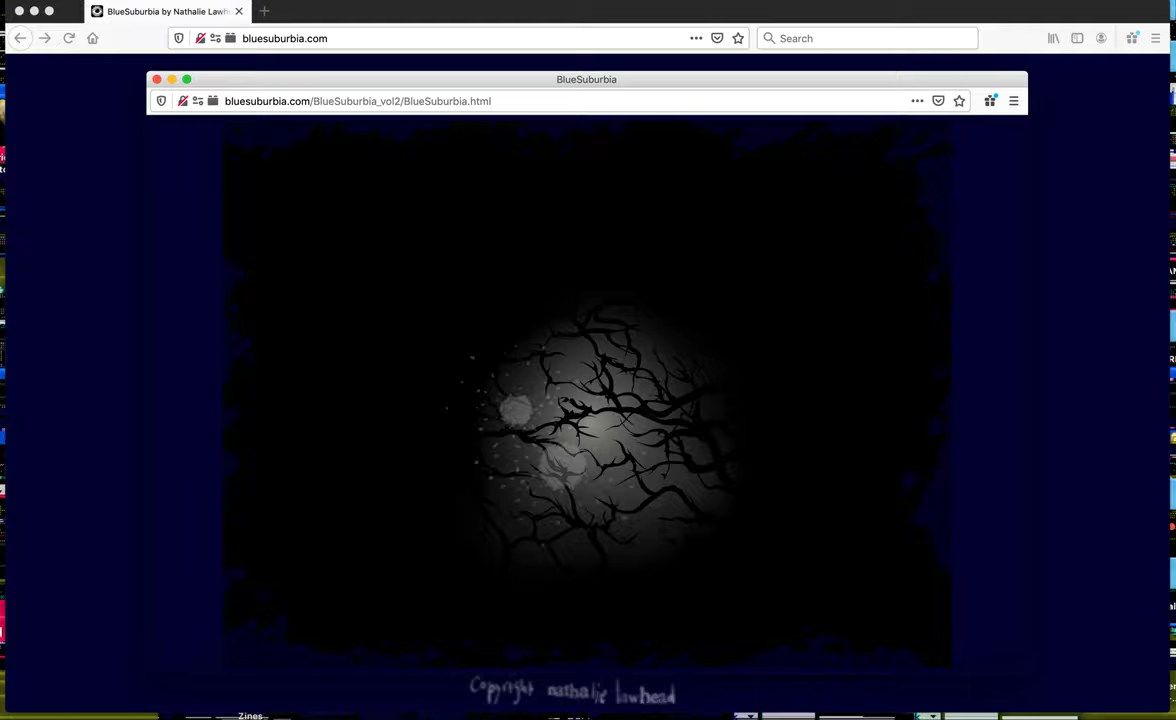 BlueSuburbia by Nathalie Lawh
bluesuburbia.com
Search
BlueSuburbia
bluesuburbia.com/BlueSuburbia_vol2/BlueSuburbia.html
Copyright nathalie lawhead
Zines